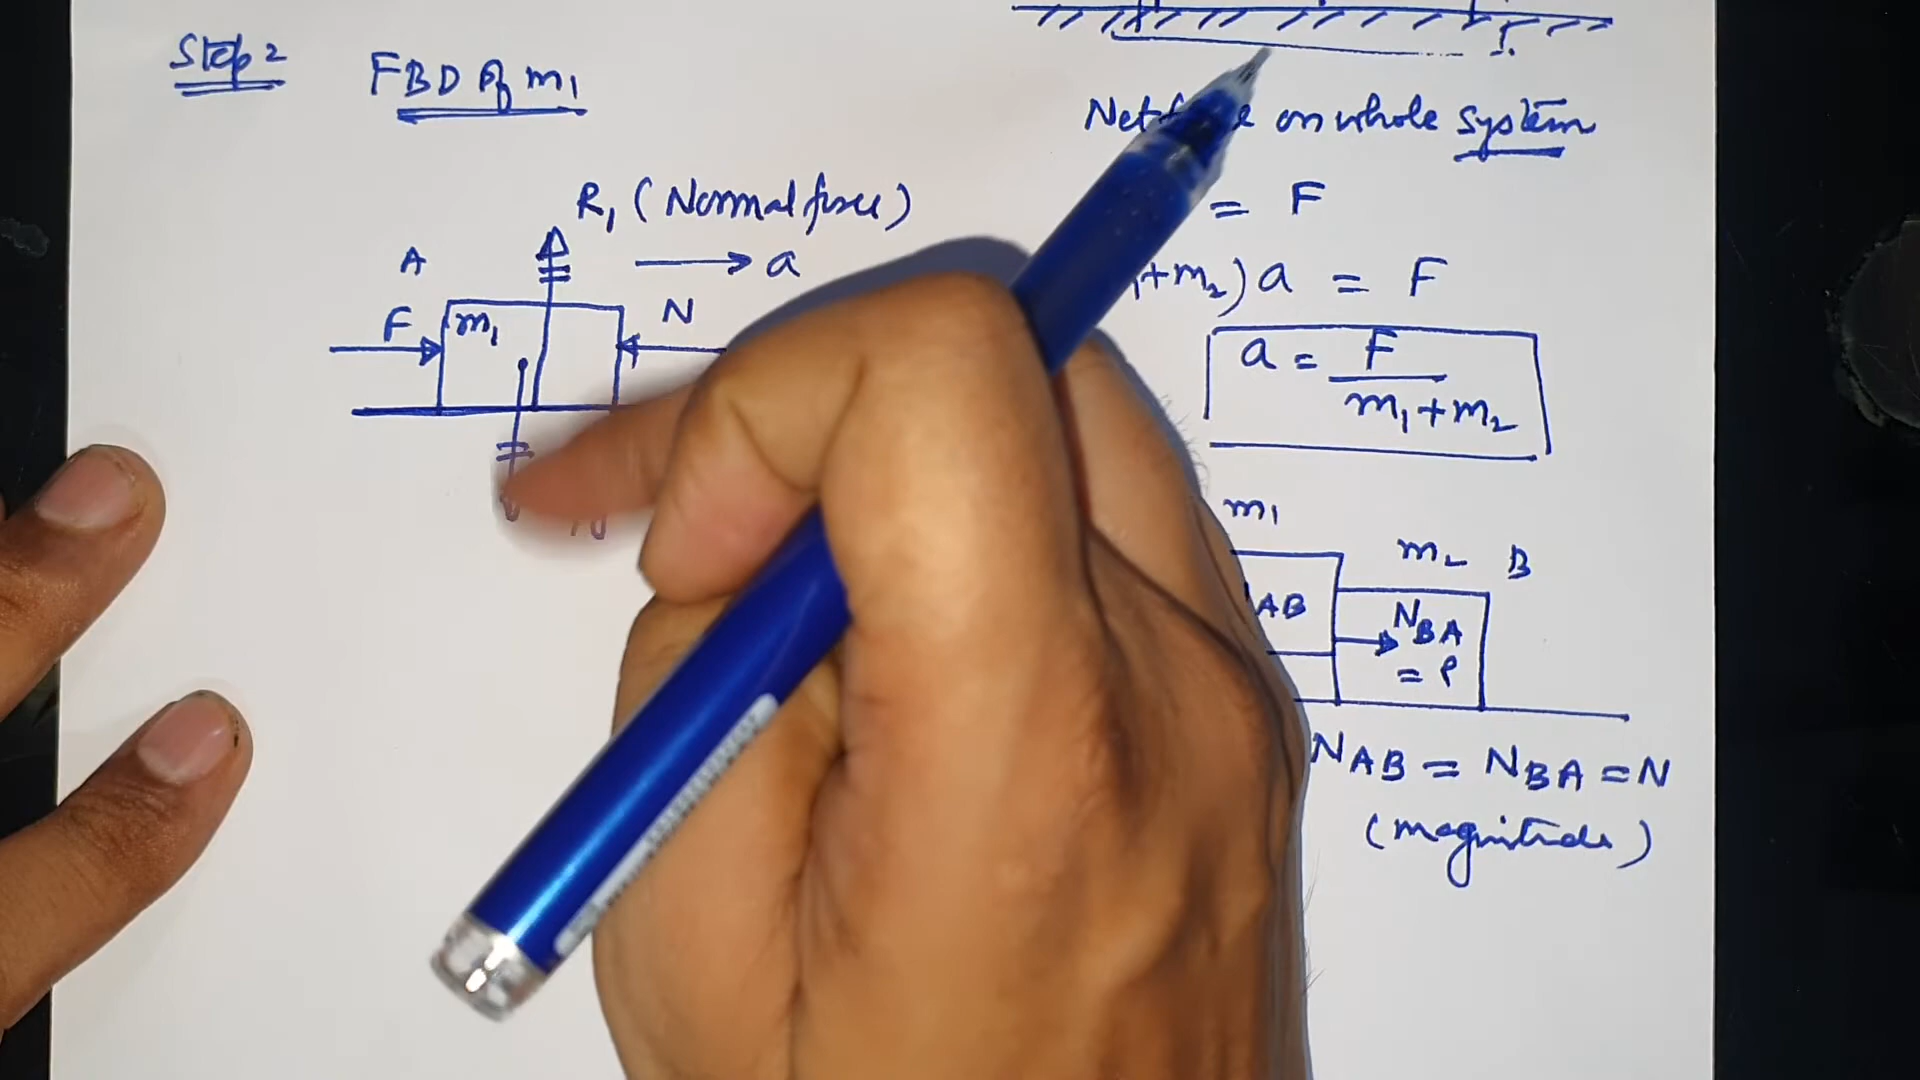 Step 2
FBD of m1
R1 (Normal force)
A
→ a
F
m1
N
on whole system
= F
+m2) a = F
a = F
m1+m2
m1
m2 B
AB
NBA
= P
NAB = NBA = N
(magnitude)